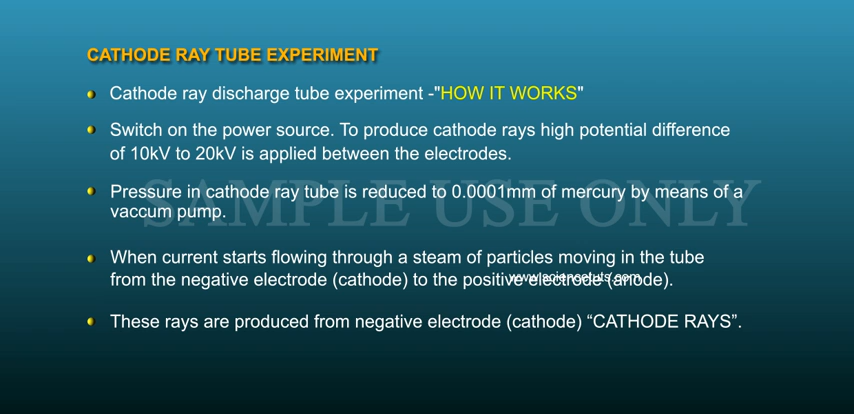 CATHODE RAY TUBE EXPERIMENT
Cathode ray discharge tube experiment -"HOW IT WORKS"
Switch on the power source. To produce cathode rays high potential difference
of 10kV to 20kV is applied between the electrodes.
SAMPLE USE ONLY
Pressure in cathode ray tube is reduced to 0.0001mm of mercury by means of a
vaccum pump.
When current starts flowing through a steam of particles moving in the tube
from the negative electrode (cathode) to the positive electrode (anode).
www.sciencetuts.com
These rays are produced from negative electrode (cathode) “CATHODE RAYS”.